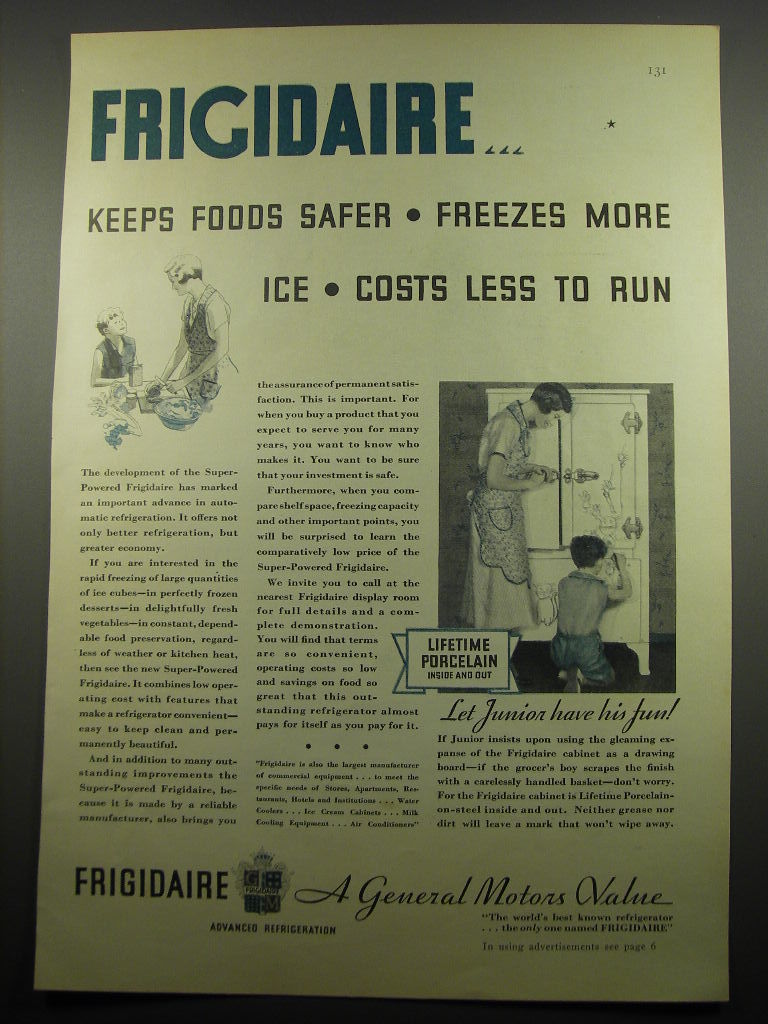 131
FRIGIDAIRE...
KEEPS FOODS SAFER • FREEZES MORE
ICE • COSTS LESS TO RUN
The development of the Super-
Powered Frigidaire has marked
an important advance in auto-
matic refrigeration. It offers not
only better refrigeration, but
greater economy.
If you are interested in the
rapid freezing of large quantities
of ice cubes—in perfectly frozen
desserts—in delightfully fresh
vegetables—in constant, depend-
able food preservation, regard-
less of weather or kitchen heat,
then see the new Super-Powered
Frigidaire. It combines low oper-
ating cost with features that
make a refrigerator convenient—
easy to keep clean and per-
manently beautiful.
And in addition to many out-
standing improvements the
Super-Powered Frigidaire, be-
cause it is made by a reliable
manufacturer, also brings you
the assurance of permanent satis-
faction. This is important. For
when you buy a product that you
expect to serve you for many
years, you want to know who
makes it. You want to be sure
that your investment is safe.
Furthermore, when you com-
pare shelf space, freezing capacity
and other important points, you
will be surprised to learn the
comparatively low price of the
Super-Powered Frigidaire.
We invite you to call at the
nearest Frigidaire display room
for full details and a com-
plete demonstration.
You will find that terms
are so convenient,
operating costs so low
and savings on food so
great that this out-
standing refrigerator almost
pays for itself as you pay for it.
• • •
"Frigidaire is also the largest manufacturer
of commercial equipment . . . to meet the
specific needs of Stores, Apartments, Res-
taurants, Hotels and Institutions . . . Water
Coolers . . . Ice Cream Cabinets . . . Milk
Cooling Equipment . . . Air Conditioners"
LIFETIME
PORCELAIN
INSIDE AND OUT
Let Junior have his fun!
If Junior insists upon using the gleaming ex-
panse of the Frigidaire cabinet as a drawing
board—if the grocer's boy scrapes the finish
with a carelessly handled basket—don't worry.
For the Frigidaire cabinet is Lifetime Porcelain-
on-steel inside and out. Neither grease nor
dirt will leave a mark that won't wipe away.
FRIGIDAIRE
G FRIGIDAIRE M
A General Motors Value
ADVANCED REFRIGERATION
"The world's best known refrigerator
. . . the only one named FRIGIDAIRE"
In using advertisements see page 6